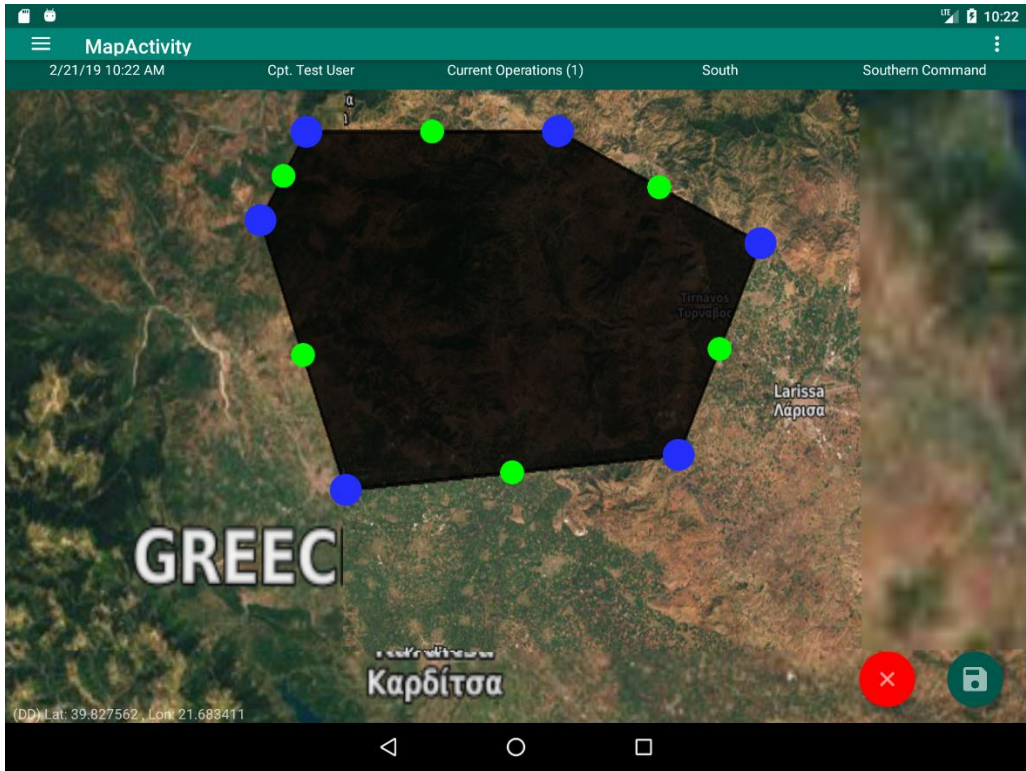 LTE 10:22
MapActivity
2/21/19 10:22 AM Cpt. Test User Current Operations (1) South Southern Command
Tirnavos
Τύρναβος
Larissa
Λάρισα
GREEC
Καρδίτσα
(DD) Lat: 39.827562 , Lon: 21.683411